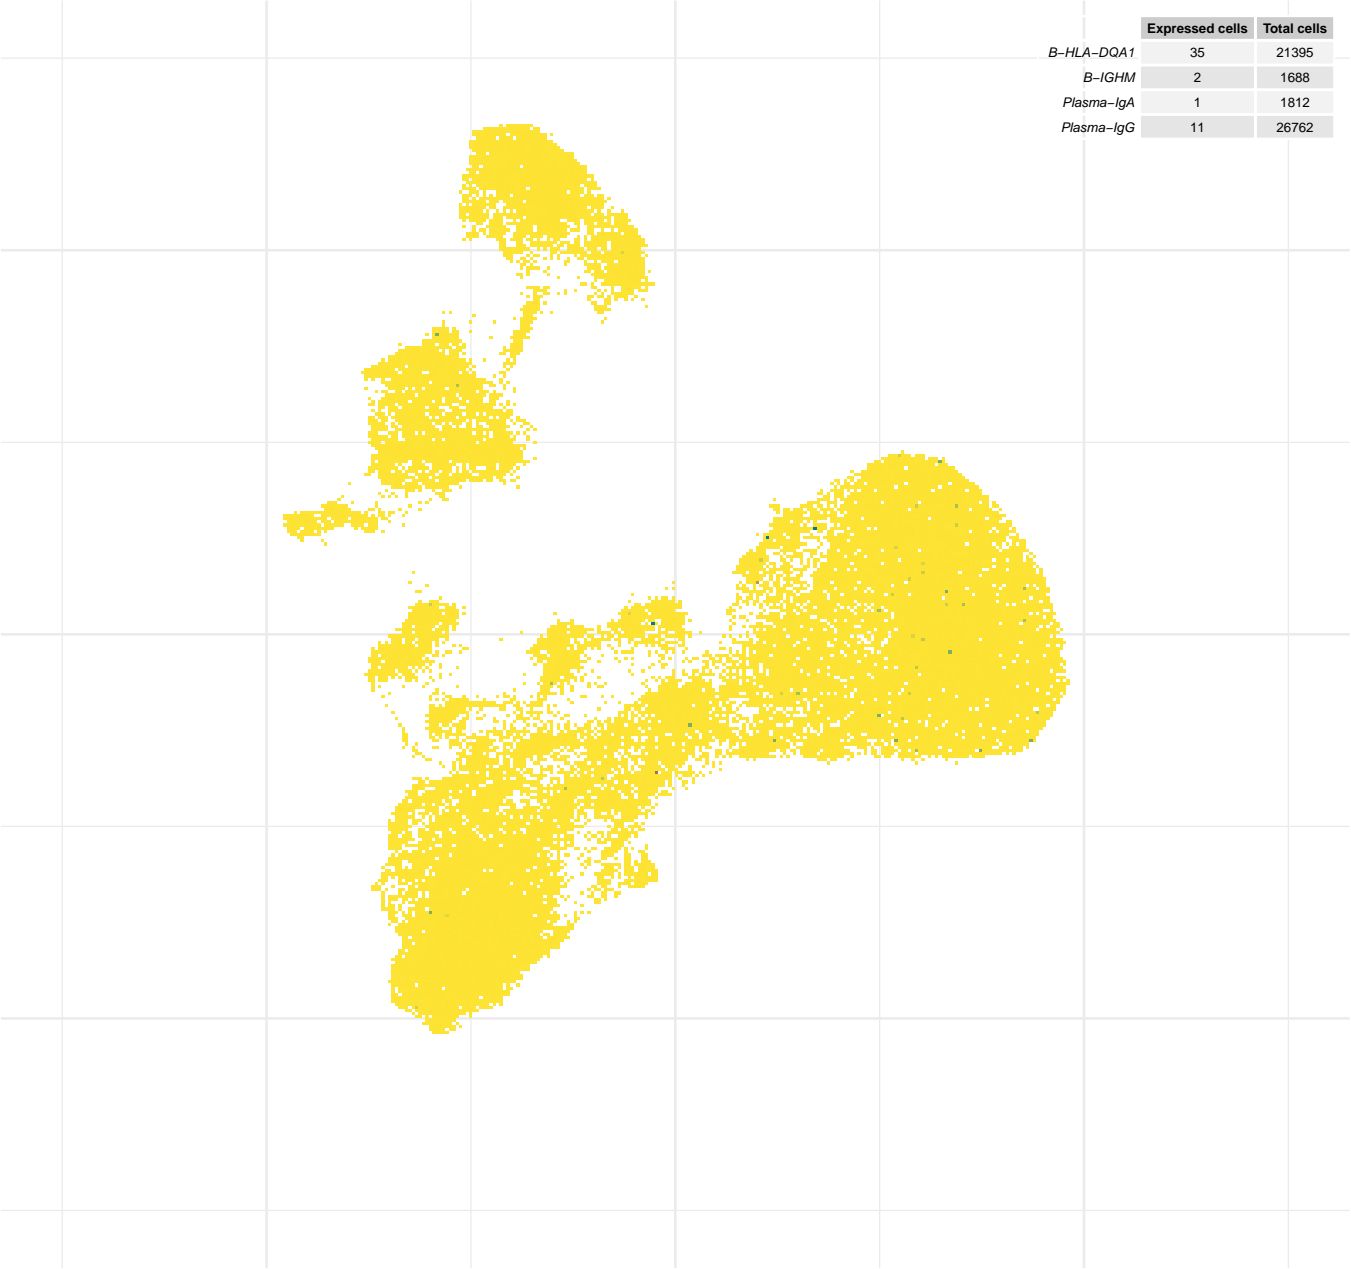 Expressed cells Total cells
B−HLA−DQA1 35 21395
B−IGHM 2 1688
Plasma−IgA 1 1812
Plasma−IgG 11 26762